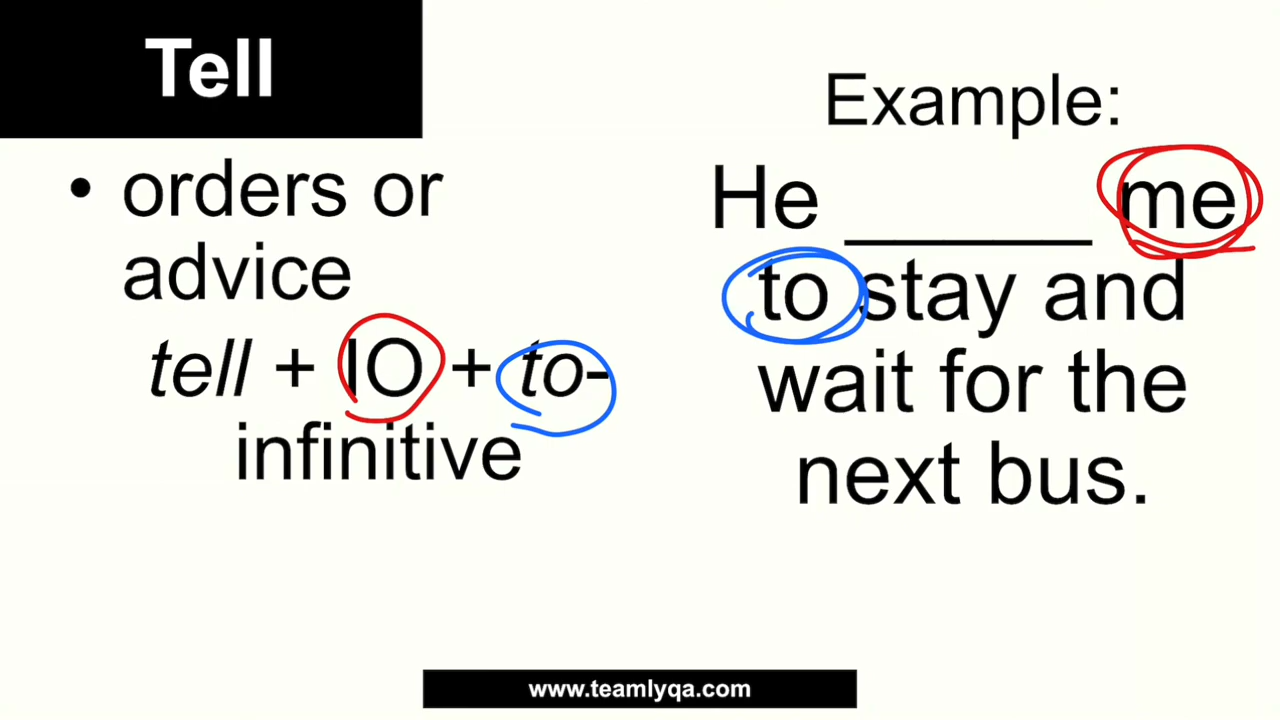 Tell
• orders or
advice
tell + IO + to-
infinitive
Example:
He ______ me
to stay and
wait for the
next bus.
www.teamlyqa.com